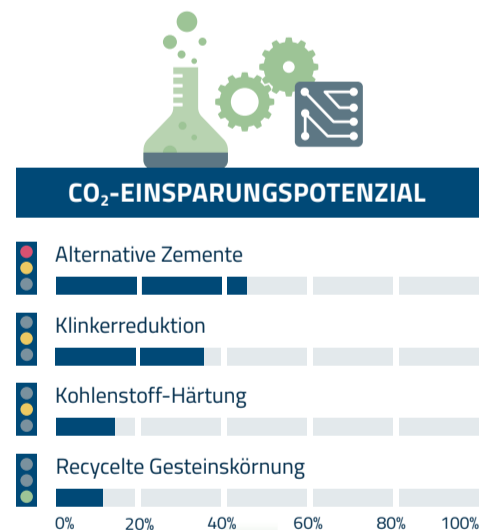 CO₂-EINSPARUNGSPOTENZIAL
Alternative Zemente
Klinkerreduktion
Kohlenstoff-Härtung
Recycelte Gesteinskörnung
0% 20% 40% 60% 80% 100%